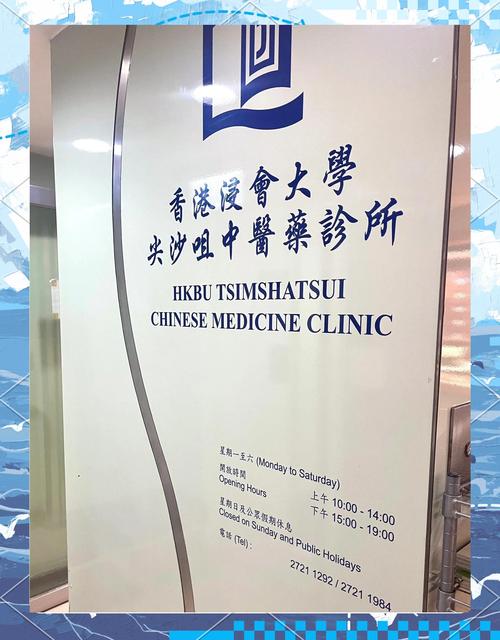 香港浸會大學
尖沙咀中醫藥診所
HKBU TSIMSHATSUI
CHINESE MEDICINE CLINIC
星期一至六 (Monday to Saturday)
開放時間
Opening Hours
上午 10:00 - 14:00
下午 15:00 - 19:00
星期日及公眾假期休息
Closed on Sunday and Public Holidays
電話 (Tel) :
2721 1292 / 2721 1984